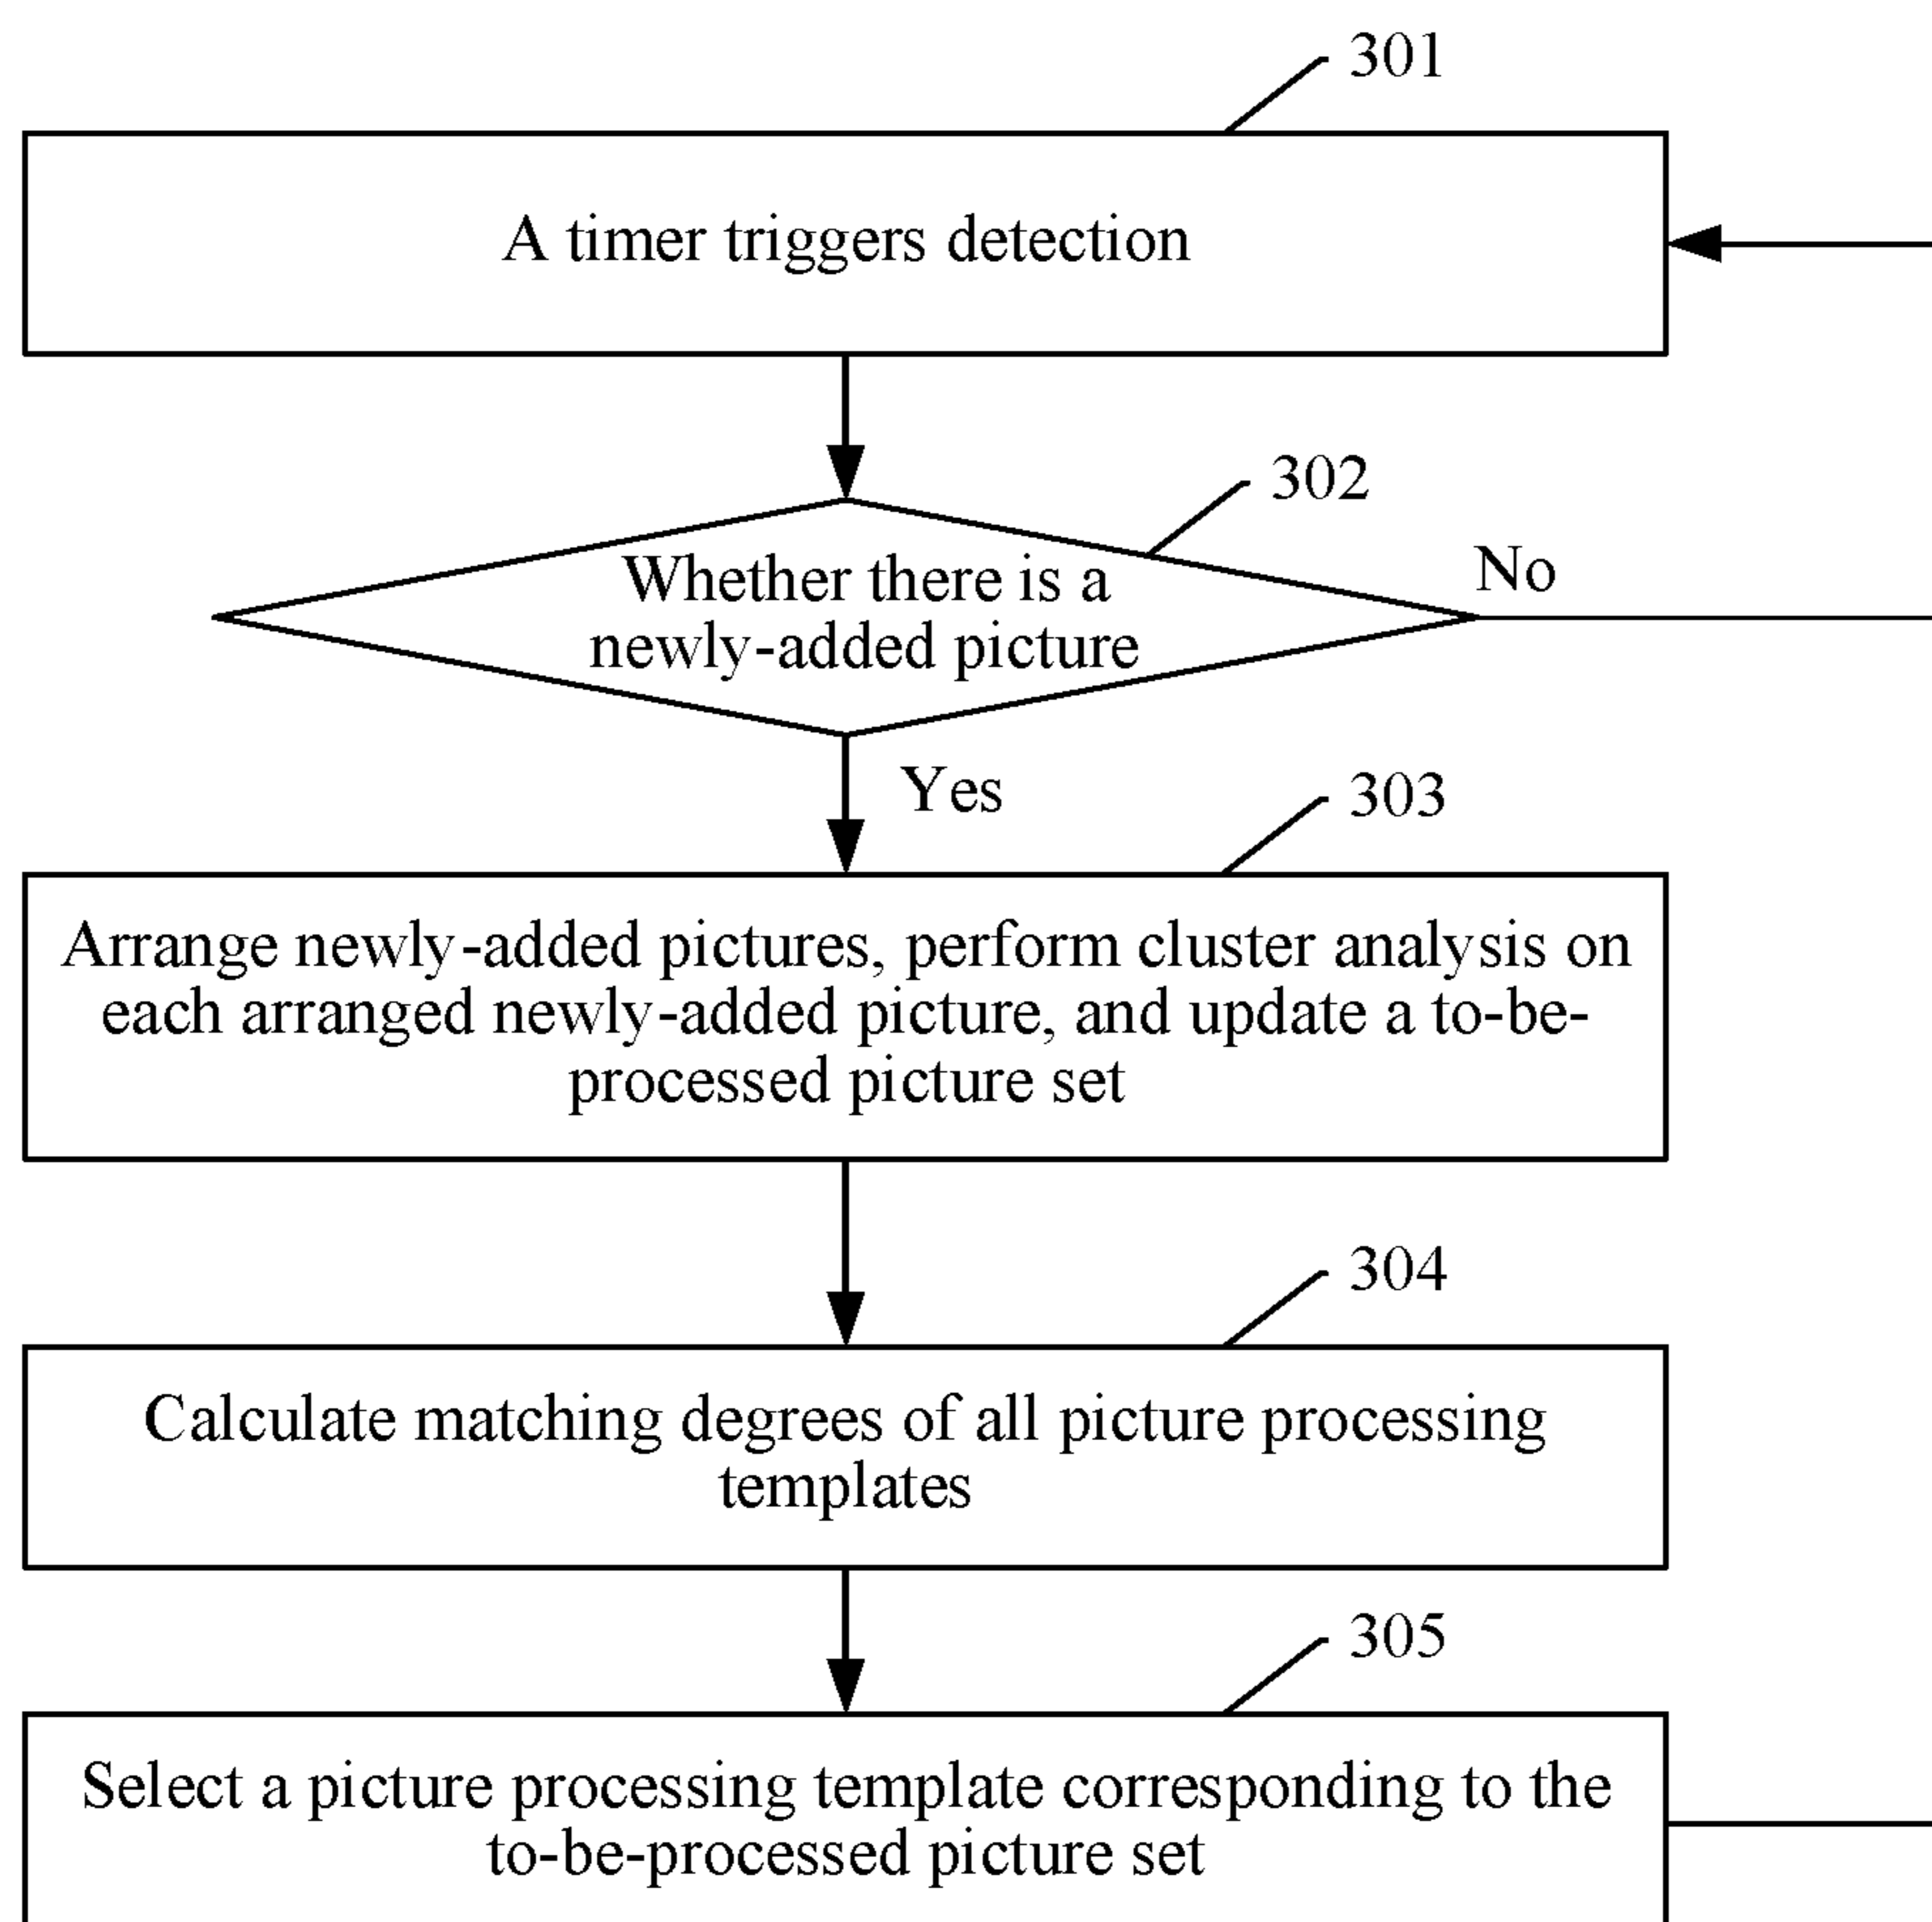 301
A timer triggers detection
302
Whether there is a
newly-added picture
No
Yes
303
Arrange newly-added pictures, perform cluster analysis on
each arranged newly-added picture, and update a to-be-
processed picture set
304
Calculate matching degrees of all picture processing
templates
305
Select a picture processing template corresponding to the
to-be-processed picture set